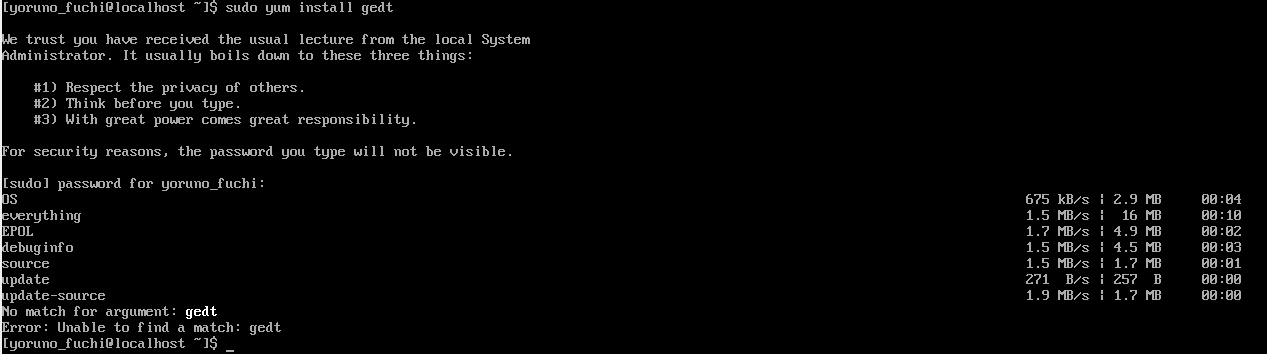 [yoruno_fuchi@localhost ~]$ sudo yum install gedt
We trust you have received the usual lecture from the local System
Administrator. It usually boils down to these three things:
#1) Respect the privacy of others.
#2) Think before you type.
#3) With great power comes great responsibility.
For security reasons, the password you type will not be visible.
[sudo] password for yoruno_fuchi:
OS 675 kB/s | 2.9 MB 00:04
everything 1.5 MB/s | 16 MB 00:10
EPOL 1.7 MB/s | 4.9 MB 00:02
debuginfo 1.5 MB/s | 4.5 MB 00:03
source 1.5 MB/s | 1.7 MB 00:01
update 271 B/s | 257 B 00:00
update-source 1.9 MB/s | 1.7 MB 00:00
No match for argument: gedt
Error: Unable to find a match: gedt
[yoruno_fuchi@localhost ~]$ _